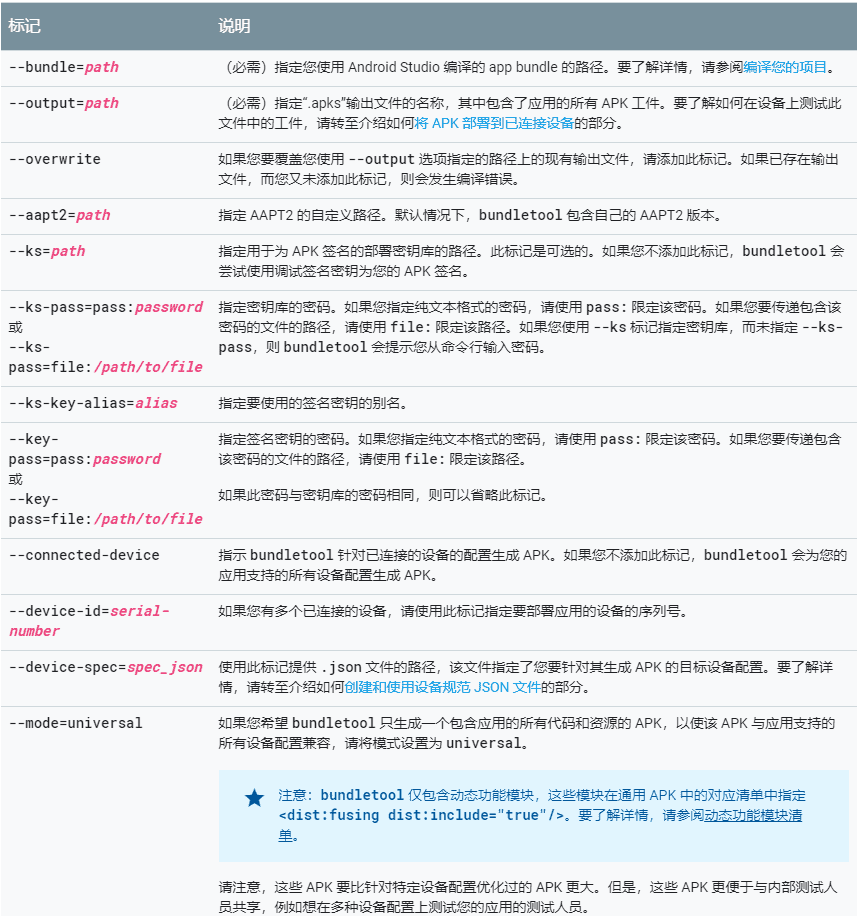 标记 说明
--bundle=path （必需）指定您使用 Android Studio 编译的 app bundle 的路径。要了解详情，请参阅编译您的项目。
--output=path （必需）指定“.apks”输出文件的名称，其中包含了应用的所有 APK 工件。要了解如何在设备上测试此
文件中的工件，请转至介绍如何将 APK 部署到已连接设备的部分。
--overwrite 如果您要覆盖您使用 --output 选项指定的路径上的现有输出文件，请添加此标记。如果已存在输出
文件，而您又未添加此标记，则会发生编译错误。
--aapt2=path 指定 AAPT2 的自定义路径。默认情况下，bundletool 包含自己的 AAPT2 版本。
--ks=path 指定用于为 APK 签名的部署密钥库的路径。此标记是可选的。如果您不添加此标记，bundletool 会
尝试使用调试签名密钥为您的 APK 签名。
--ks-pass=pass:password
或
--ks-
pass=file:/path/to/file
指定密钥库的密码。如果您指定纯文本格式的密码，请使用 pass: 限定该密码。如果您要传递包含该
密码的文件的路径，请使用 file: 限定该路径。如果您使用 --ks 标记指定密钥库，而未指定 --ks-
pass，则 bundletool 会提示您从命令行输入密码。
--ks-key-alias=alias 指定要使用的签名密钥的别名。
--key-
pass=pass:password
或
--key-
pass=file:/path/to/file
指定签名密钥的密码。如果您指定纯文本格式的密码，请使用 pass: 限定该密码。如果您要传递包含
该密码的文件的路径，请使用 file: 限定该路径。
如果此密码与密钥库的密码相同，则可以省略此标记。
--connected-device 指示 bundletool 针对已连接的设备的配置生成 APK。如果您不添加此标记，bundletool 会为您的
应用支持的所有设备配置生成 APK。
--device-id=serial-
number
如果您有多个已连接的设备，请使用此标记指定要部署应用的设备的序列号。
--device-spec=spec_json 使用此标记提供 .json 文件的路径，该文件指定了您要针对其生成 APK 的目标设备配置。要了解详
情，请转至介绍如何创建和使用设备规范 JSON 文件的部分。
--mode=universal 如果您希望 bundletool 只生成一个包含应用的所有代码和资源的 APK，以使该 APK 与应用支持的
所有设备配置兼容，请将模式设置为 universal。
注意：bundletool 仅包含动态功能模块，这些模块在通用 APK 中的对应清单中指定
<dist:fusing dist:include="true"/>。要了解详情，请参阅动态功能模块清
单。
请注意，这些 APK 要比针对特定设备配置优化过的 APK 更大。但是，这些 APK 更便于与内部测试人
员共享，例如想在多种设备配置上测试您的应用的测试人员。